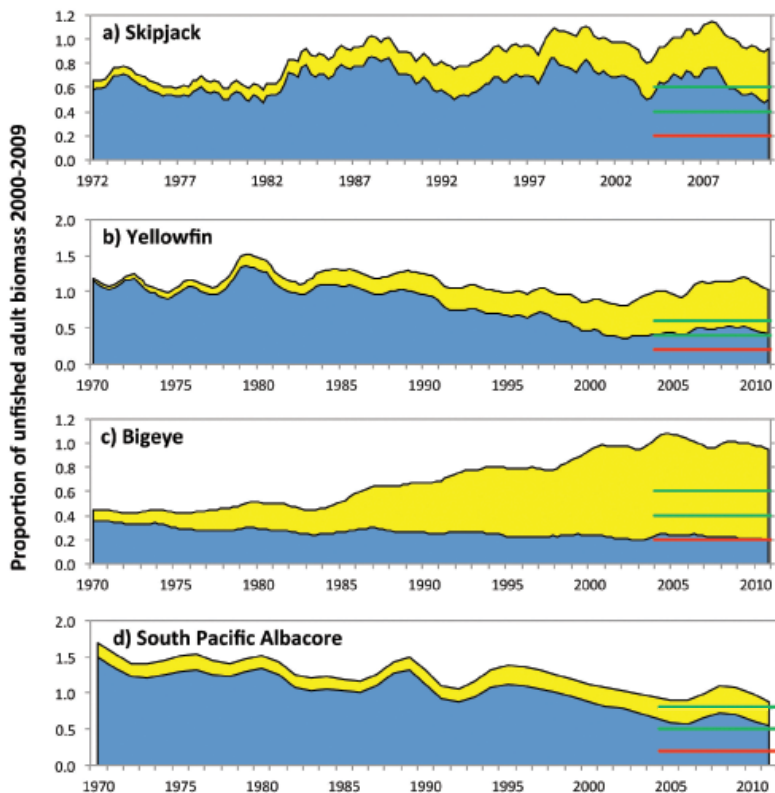 Proportion of unfished adult biomass 2000-2009
a) Skipjack
1.2
1.0
0.8
0.6
0.4
0.2
0.0
1972 1977 1982 1987 1992 1997 2002 2007
b) Yellowfin
2.0
1.5
1.0
0.5
0.0
1970 1975 1980 1985 1990 1995 2000 2005 2010
c) Bigeye
1.2
1.0
0.8
0.6
0.4
0.2
0.0
1970 1975 1980 1985 1990 1995 2000 2005 2010
d) South Pacific Albacore
2.0
1.5
1.0
0.5
0.0
1970 1975 1980 1985 1990 1995 2000 2005 2010